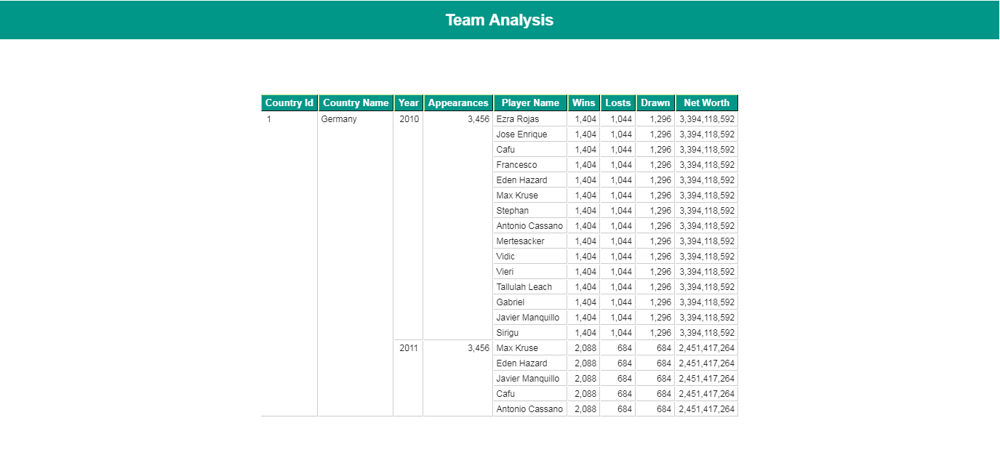 Team Analysis
Country Id Country Name Year Appearances Player Name Wins Losts Drawn Net Worth
1 Germany 2010 3,456 Ezra Rojas 1,404 1,044 1,296 3,394,118,592
Jose Enrique 1,404 1,044 1,296 3,394,118,592
Cafu 1,404 1,044 1,296 3,394,118,592
Francesco 1,404 1,044 1,296 3,394,118,592
Eden Hazard 1,404 1,044 1,296 3,394,118,592
Max Kruse 1,404 1,044 1,296 3,394,118,592
Stephan 1,404 1,044 1,296 3,394,118,592
Antonio Cassano 1,404 1,044 1,296 3,394,118,592
Mertesacker 1,404 1,044 1,296 3,394,118,592
Vidic 1,404 1,044 1,296 3,394,118,592
Vieri 1,404 1,044 1,296 3,394,118,592
Tallulah Leach 1,404 1,044 1,296 3,394,118,592
Gabriel 1,404 1,044 1,296 3,394,118,592
Javier Manquillo 1,404 1,044 1,296 3,394,118,592
Sirigu 1,404 1,044 1,296 3,394,118,592
2011 3,456 Max Kruse 2,088 684 684 2,451,417,264
Eden Hazard 2,088 684 684 2,451,417,264
Javier Manquillo 2,088 684 684 2,451,417,264
Cafu 2,088 684 684 2,451,417,264
Antonio Cassano 2,088 684 684 2,451,417,264